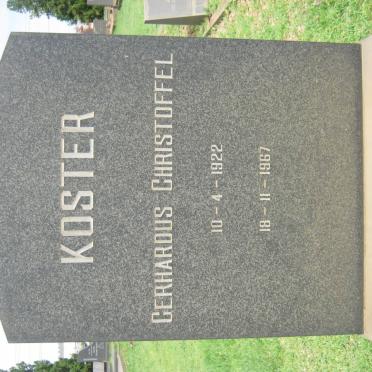 KOSTER
GERHARDUS CHRISTOFFEL
10-4-1922
18-11-1967